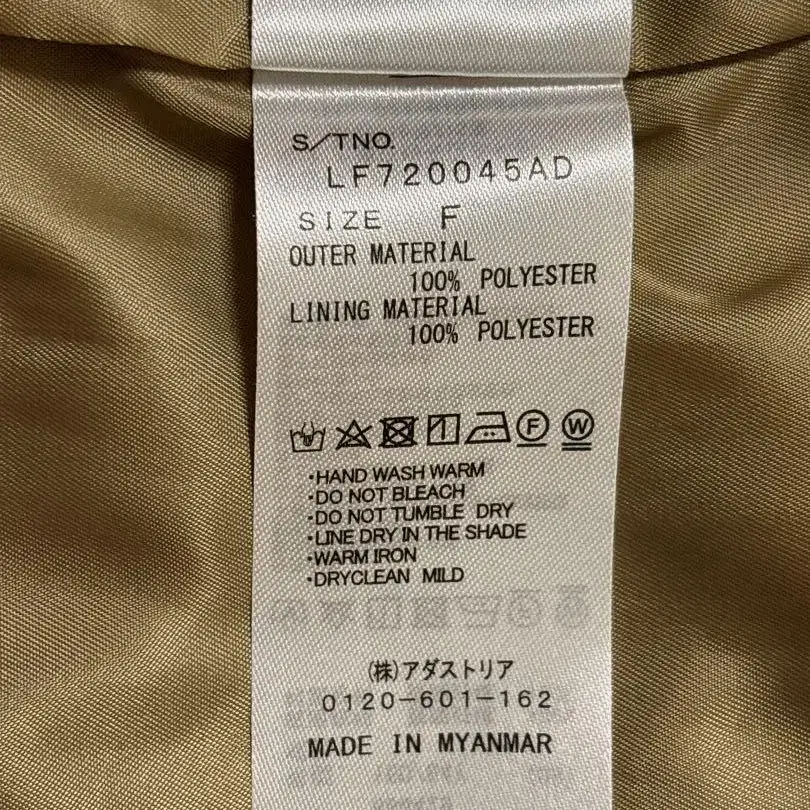 S/TNO.
LF720045AD
SIZE F
OUTER MATERIAL
100% POLYESTER
LINING MATERIAL
100% POLYESTER
F W
・HAND WASH WARM
・DO NOT BLEACH
・DO NOT TUMBLE DRY
・LINE DRY IN THE SHADE
・WARM IRON
・DRYCLEAN MILD
(株)アダストリア
0120-601-162
MADE IN MYANMAR